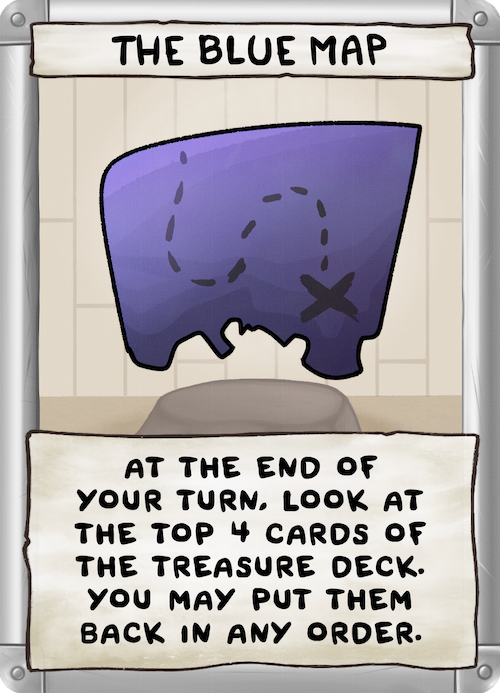 THE BLUE MAP
AT THE END OF
YOUR TURN, LOOK AT
THE TOP 4 CARDS OF
THE TREASURE DECK.
YOU MAY PUT THEM
BACK IN ANY ORDER.